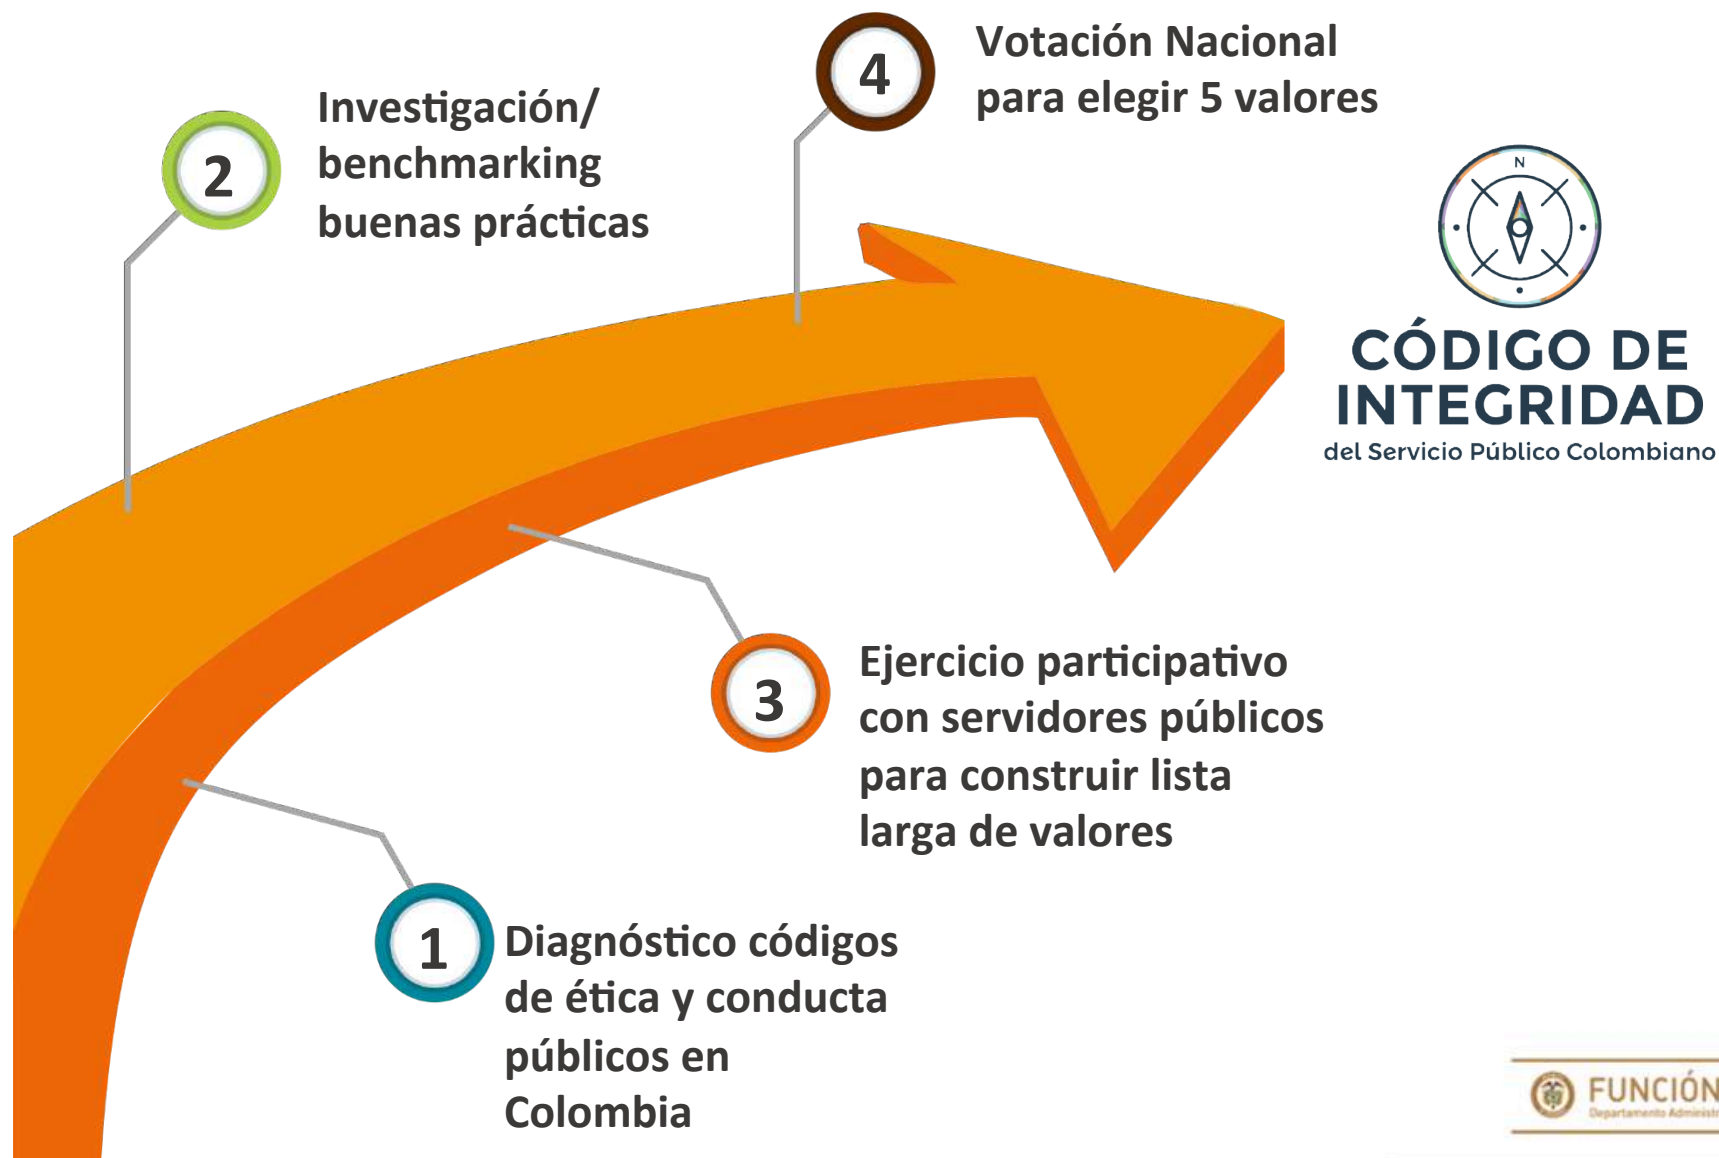 4
Votación Nacional
para elegir 5 valores
2
Investigación/
benchmarking
buenas prácticas
N
CÓDIGO DE
INTEGRIDAD
del Servicio Público Colombiano
3
Ejercicio participativo
con servidores públicos
para construir lista
larga de valores
1
Diagnóstico códigos
de ética y conducta
públicos en
Colombia
FUNCIÓN
Departamento